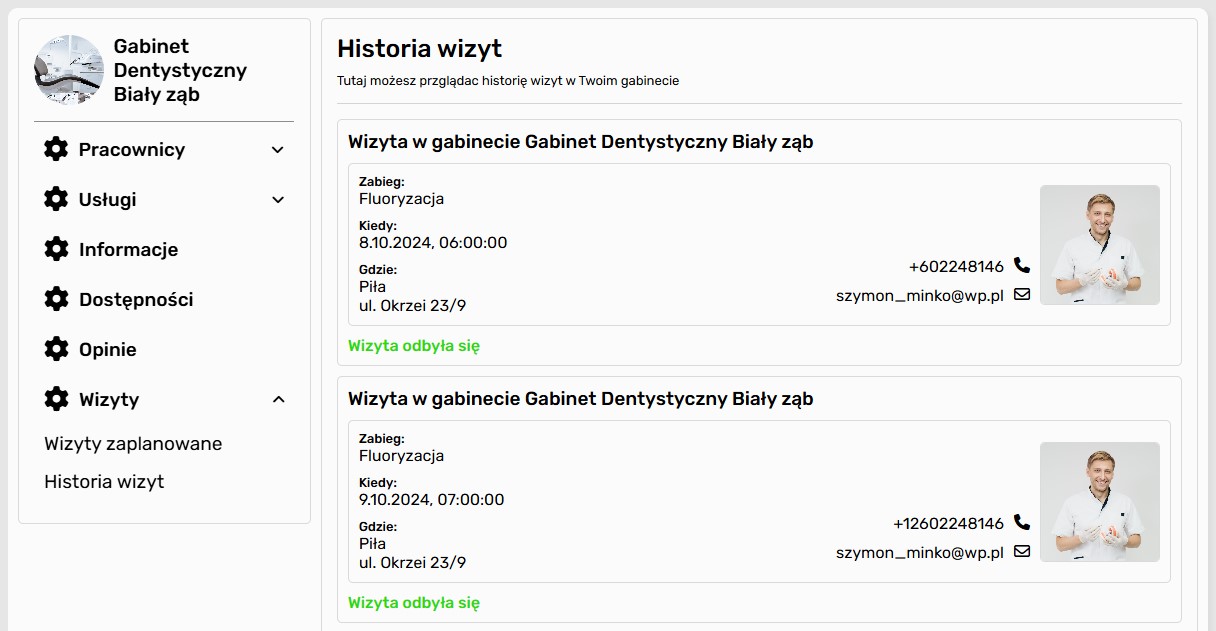 Gabinet
Dentystyczny
Biały ząb
Pracownicy
Usługi
Informacje
Dostępności
Opinie
Wizyty
Wizyty zaplanowane
Historia wizyt
Historia wizyt
Tutaj możesz przglądac historię wizyt w Twoim gabinecie
Wizyta w gabinecie Gabinet Dentystyczny Biały ząb
Zabieg:
Fluoryzacja
Kiedy:
8.10.2024, 06:00:00
Gdzie:
Piła
ul. Okrzei 23/9
+602248146
szymon_minko@wp.pl
Wizyta odbyła się
Wizyta w gabinecie Gabinet Dentystyczny Biały ząb
Zabieg:
Fluoryzacja
Kiedy:
9.10.2024, 07:00:00
Gdzie:
Piła
ul. Okrzei 23/9
+12602248146
szymon_minko@wp.pl
Wizyta odbyła się